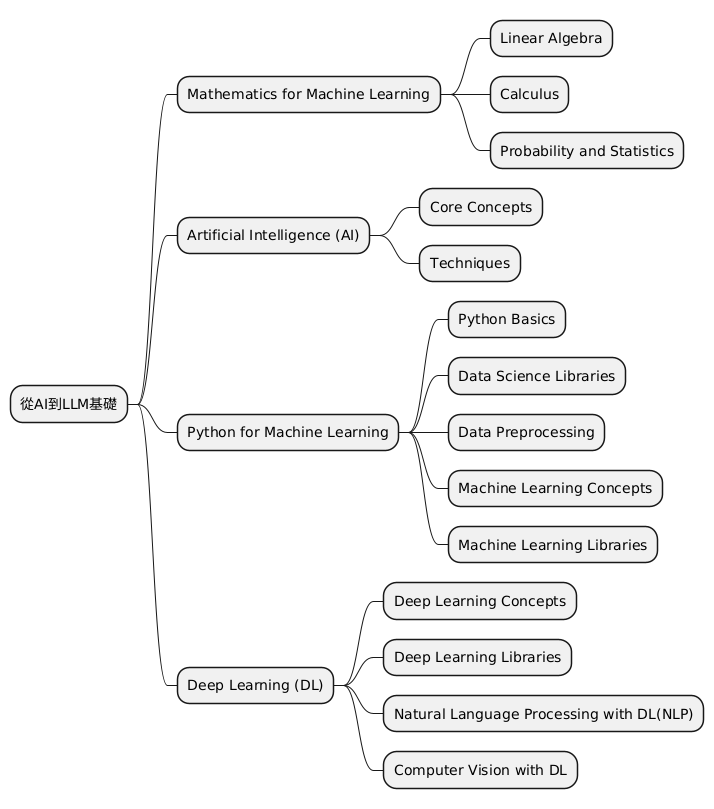 從AI到LLM基礎
Mathematics for Machine Learning
Linear Algebra
Calculus
Probability and Statistics
Artificial Intelligence (AI)
Core Concepts
Techniques
Python for Machine Learning
Python Basics
Data Science Libraries
Data Preprocessing
Machine Learning Concepts
Machine Learning Libraries
Deep Learning (DL)
Deep Learning Concepts
Deep Learning Libraries
Natural Language Processing with DL(NLP)
Computer Vision with DL